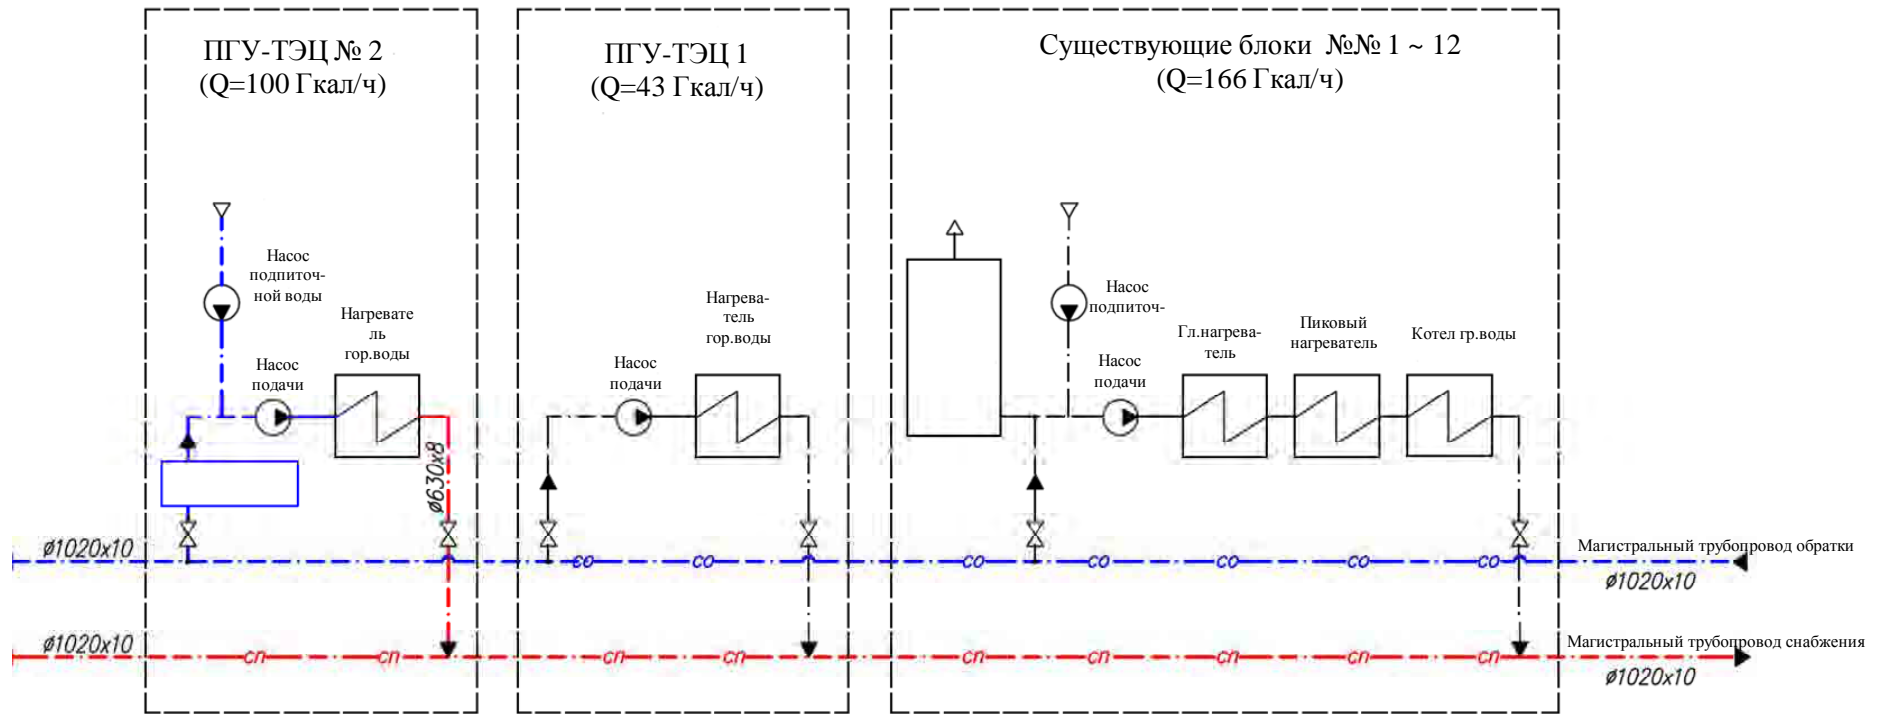 ПГУ-ТЭЦ № 2
(Q=100 Гкал/ч)
ПГУ-ТЭЦ 1
(Q=43 Гкал/ч)
Существующие блоки №№ 1 ~ 12
(Q=166 Гкал/ч)
Насос
подпиточ-
ной воды
Нагревате
ль
гор.воды
Насос
подачи
ø630x8
Нагрева-
тель
гор.воды
Насос
подачи
Насос
подпиточ-
Насос
подачи
Гл.нагрева-
тель
Пиковый
нагреватель
Котел гр.воды
ø1020x10
со
со
со
со
со
со
со
Магистральный трубопровод обратки
ø1020x10
ø1020x10
сп
сп
сп
сп
сп
сп
сп
сп
сп
Магистральный трубопровод снабжения
ø1020x10